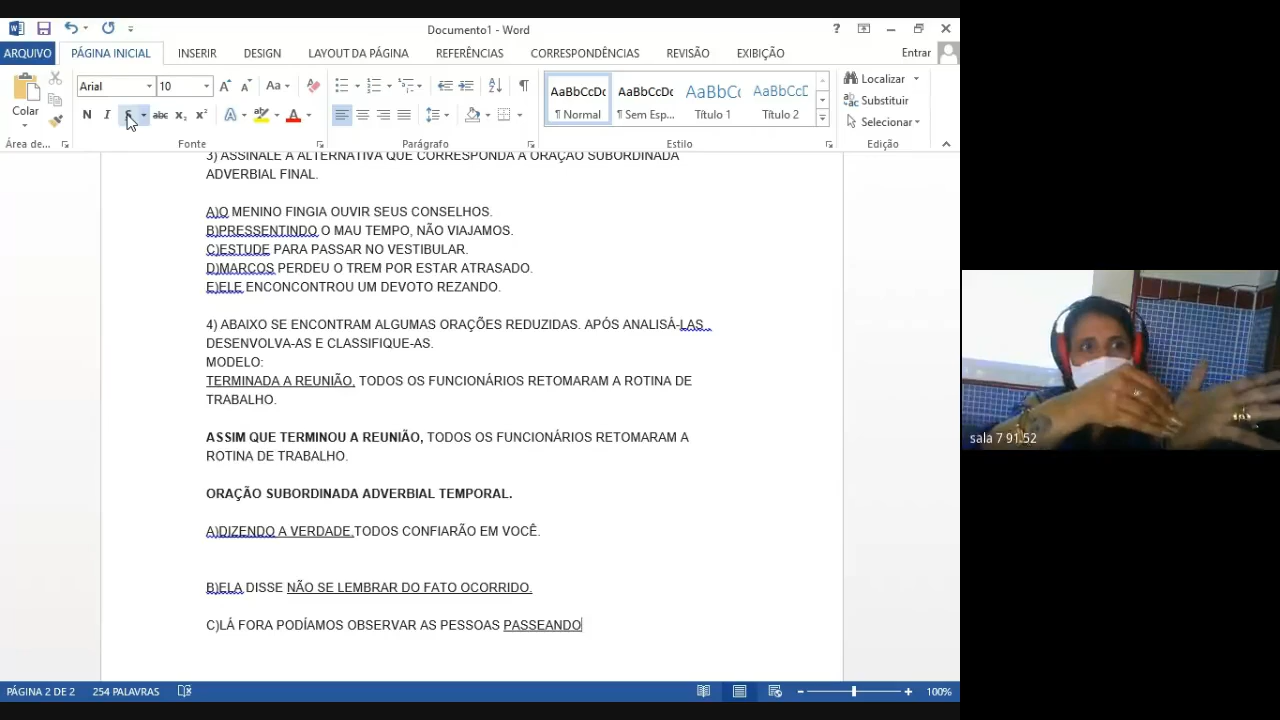 Documento1 - Word
ARQUIVO PÁGINA INICIAL INSERIR DESIGN LAYOUT DA PÁGINA REFERÊNCIAS CORRESPONDÊNCIAS REVISÃO EXIBIÇÃO Entrar
Colar
Área de...
Arial 10
Aa
N I S abc x₂ x² A A
Fonte
Parágrafo
AaBbCcDc AaBbCcDc AaBbC AaBbCcC
¶ Normal ¶ Sem Esp... Título 1 Título 2
Estilo
Localizar
Substituir
Selecionar
Edição
3) ASSINALE A ALTERNATIVA QUE CORRESPONDA A ORAÇÃO SUBORDINADA
ADVERBIAL FINAL.
A)O MENINO FINGIA OUVIR SEUS CONSELHOS.
B)PRESSENTINDO O MAU TEMPO, NÃO VIAJAMOS.
C)ESTUDE PARA PASSAR NO VESTIBULAR.
D)MARCOS PERDEU O TREM POR ESTAR ATRASADO.
E)ELE ENCONCONTROU UM DEVOTO REZANDO.
4) ABAIXO SE ENCONTRAM ALGUMAS ORAÇÕES REDUZIDAS. APÓS ANALISÁ-LAS ,
DESENVOLVA-AS E CLASSIFIQUE-AS.
MODELO:
TERMINADA A REUNIÃO, TODOS OS FUNCIONÁRIOS RETOMARAM A ROTINA DE
TRABALHO.
ASSIM QUE TERMINOU A REUNIÃO, TODOS OS FUNCIONÁRIOS RETOMARAM A
ROTINA DE TRABALHO.
ORAÇÃO SUBORDINADA ADVERBIAL TEMPORAL.
A)DIZENDO A VERDADE,TODOS CONFIARÃO EM VOCÊ.
B)ELA DISSE NÃO SE LEMBRAR DO FATO OCORRIDO.
C)LÁ FORA PODÍAMOS OBSERVAR AS PESSOAS PASSEANDO
PÁGINA 2 DE 2 254 PALAVRAS 100%
sala 7 91.52